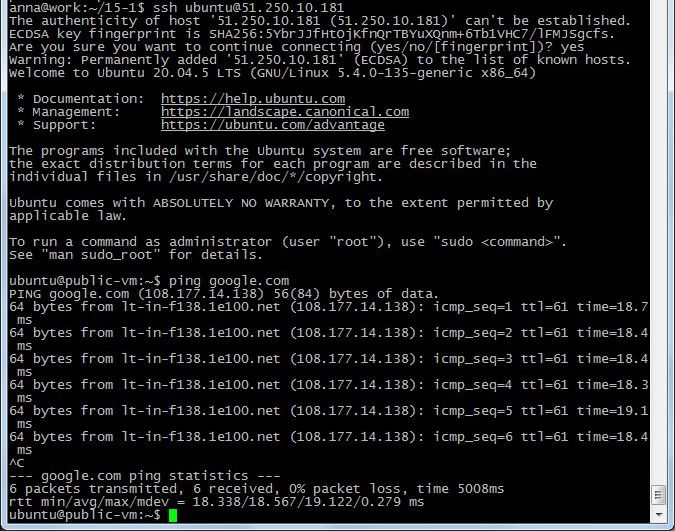 anna@work:~/15-1$ ssh ubuntu@51.250.10.181
The authenticity of host '51.250.10.181 (51.250.10.181)' can't be established.
ECDSA key fingerprint is SHA256:5YbrJJfHtOjKfnQrTBYuXQnm+6Tb1VHC7/lFMJSgcfs.
Are you sure you want to continue connecting (yes/no/[fingerprint])? yes
Warning: Permanently added '51.250.10.181' (ECDSA) to the list of known hosts.
Welcome to Ubuntu 20.04.5 LTS (GNU/Linux 5.4.0-135-generic x86_64)
* Documentation:  https://help.ubuntu.com
* Management:     https://landscape.canonical.com
* Support:        https://ubuntu.com/advantage
The programs included with the Ubuntu system are free software;
the exact distribution terms for each program are described in the
individual files in /usr/share/doc/*/copyright.
Ubuntu comes with ABSOLUTELY NO WARRANTY, to the extent permitted by
applicable law.
To run a command as administrator (user "root"), use "sudo <command>".
See "man sudo_root" for details.
ubuntu@public-vm:~$ ping google.com
PING google.com (108.177.14.138) 56(84) bytes of data.
64 bytes from lt-in-f138.1e100.net (108.177.14.138): icmp_seq=1 ttl=61 time=18.7
ms
64 bytes from lt-in-f138.1e100.net (108.177.14.138): icmp_seq=2 ttl=61 time=18.4
ms
64 bytes from lt-in-f138.1e100.net (108.177.14.138): icmp_seq=3 ttl=61 time=18.4
ms
64 bytes from lt-in-f138.1e100.net (108.177.14.138): icmp_seq=4 ttl=61 time=18.3
ms
64 bytes from lt-in-f138.1e100.net (108.177.14.138): icmp_seq=5 ttl=61 time=19.1
ms
64 bytes from lt-in-f138.1e100.net (108.177.14.138): icmp_seq=6 ttl=61 time=18.4
ms
^C
--- google.com ping statistics ---
6 packets transmitted, 6 received, 0% packet loss, time 5008ms
rtt min/avg/max/mdev = 18.338/18.567/19.122/0.279 ms
ubuntu@public-vm:~$